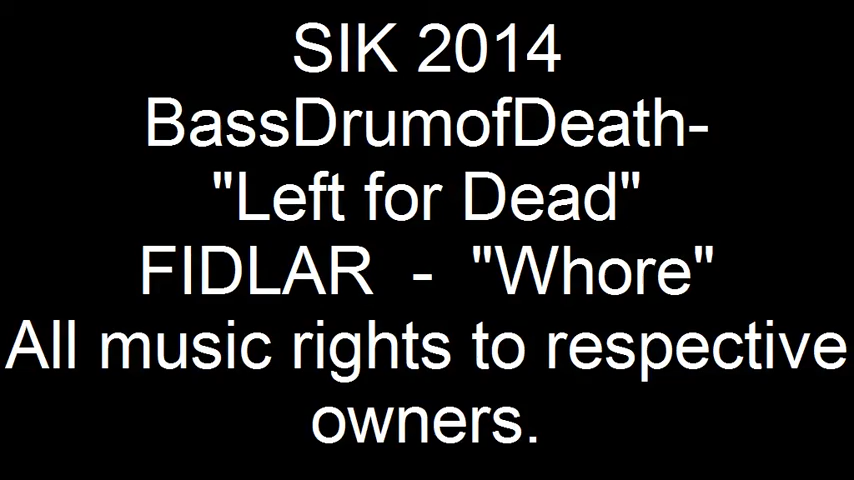 SIK 2014
BassDrumofDeath-
"Left for Dead"
FIDLAR - "Whore"
All music rights to respective
owners.